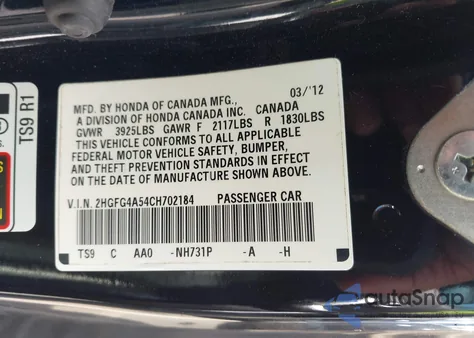 MFD. BY HONDA OF CANADA MFG., 03/'12
A DIVISION OF HONDA CANADA INC. CANADA
GVWR 3925LBS GAWR F 2117LBS R 1830LBS
THIS VEHICLE CONFORMS TO ALL APPLICABLE
FEDERAL MOTOR VEHICLE SAFETY, BUMPER,
AND THEFT PREVENTION STANDARDS IN EFFECT
ON THE DATE OF MANUFACTURE SHOWN ABOVE.
V.I.N. 2HGFG4A54CH702184 PASSENGER CAR
TS9 C AA0 -NH731P -A -H
TS9 R1
autaSnap